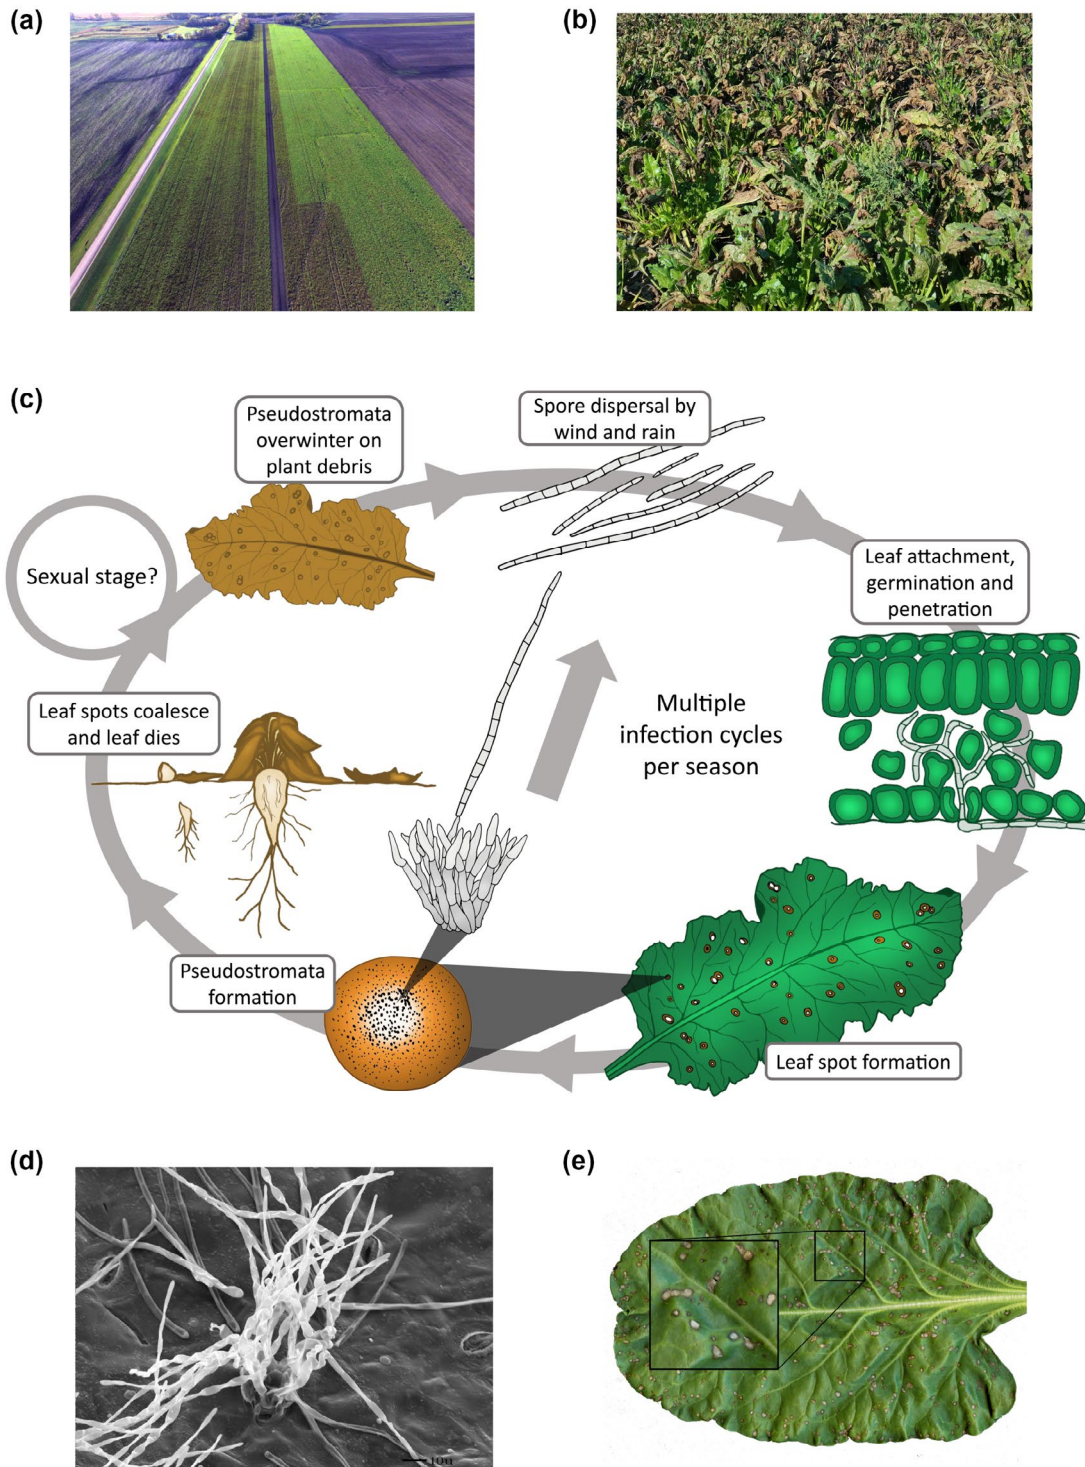 (a)
(b)
(c)
Pseudostromata
overwinter on
plant debris
Spore dispersal by
wind and rain
Sexual stage?
Leaf attachment,
germination and
penetration
Leaf spots coalesce
and leaf dies
Multiple
infection cycles
per season
Pseudostromata
formation
Leaf spot formation
(d)
(e)